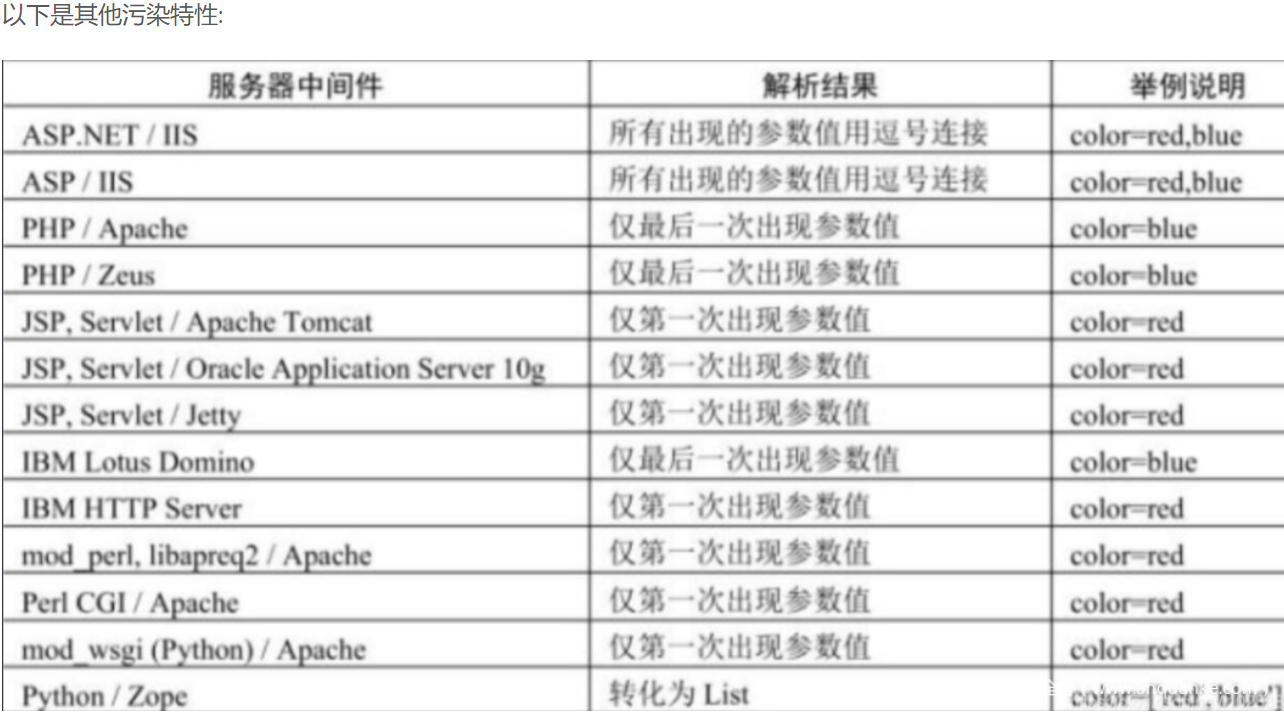 以下是其他污染特性:
服务器中间件 解析结果 举例说明
ASP.NET / IIS 所有出现的参数值用逗号连接 color=red,blue
ASP / IIS 所有出现的参数值用逗号连接 color=red,blue
PHP / Apache 仅最后一次出现参数值 color=blue
PHP / Zeus 仅最后一次出现参数值 color=blue
JSP, Servlet / Apache Tomcat 仅第一次出现参数值 color=red
JSP, Servlet / Oracle Application Server 10g 仅第一次出现参数值 color=red
JSP, Servlet / Jetty 仅第一次出现参数值 color=red
IBM Lotus Domino 仅最后一次出现参数值 color=blue
IBM HTTP Server 仅第一次出现参数值 color=red
mod_perl, libapreq2 / Apache 仅第一次出现参数值 color=red
Perl CGI / Apache 仅第一次出现参数值 color=red
mod_wsgi (Python) / Apache 仅第一次出现参数值 color=red
Python / Zope 转化为 List color=['red','blue']